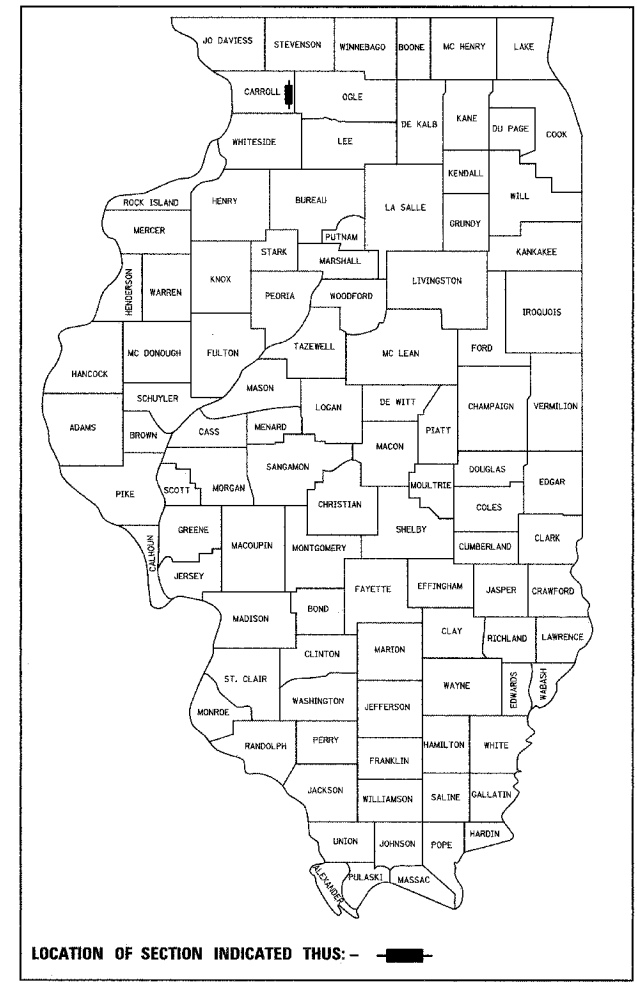 JO DAVIESS STEVENSON WINNEBAGO BOONE MC HENRY LAKE
CARROLL OGLE
DE KALB KANE DU PAGE COOK
WHITESIDE LEE
KENDALL WILL
ROCK ISLAND HENRY BUREAU LA SALLE
GRUNDY
MERCER PUTNAM
STARK MARSHALL KANKAKEE
HENDERSON WARREN KNOX PEORIA WOODFORD LIVINGSTON
IROQUOIS
HANCOCK MC DONOUGH FULTON TAZEWELL MC LEAN FORD
SCHUYLER MASON LOGAN DE WITT CHAMPAIGN VERMILION
ADAMS BROWN CASS MENARD MACON PIATT
SANGAMON DOUGLAS
PIKE SCOTT MORGAN CHRISTIAN MOULTRIE EDGAR
COLES
GREENE MACOUPIN MONTGOMERY SHELBY
CALHOUN CUMBERLAND CLARK
JERSEY FAYETTE EFFINGHAM JASPER CRAWFORD
MADISON BOND
CLAY RICHLAND LAWRENCE
CLINTON MARION
ST. CLAIR WAYNE EDWARDS WABASH
WASHINGTON JEFFERSON
MONROE
RANDOLPH PERRY HAMILTON WHITE
FRANKLIN
JACKSON WILLIAMSON SALINE GALLATIN
UNION JOHNSON POPE HARDIN
ALEXANDER PULASKI MASSAC
LOCATION OF SECTION INDICATED THUS: –